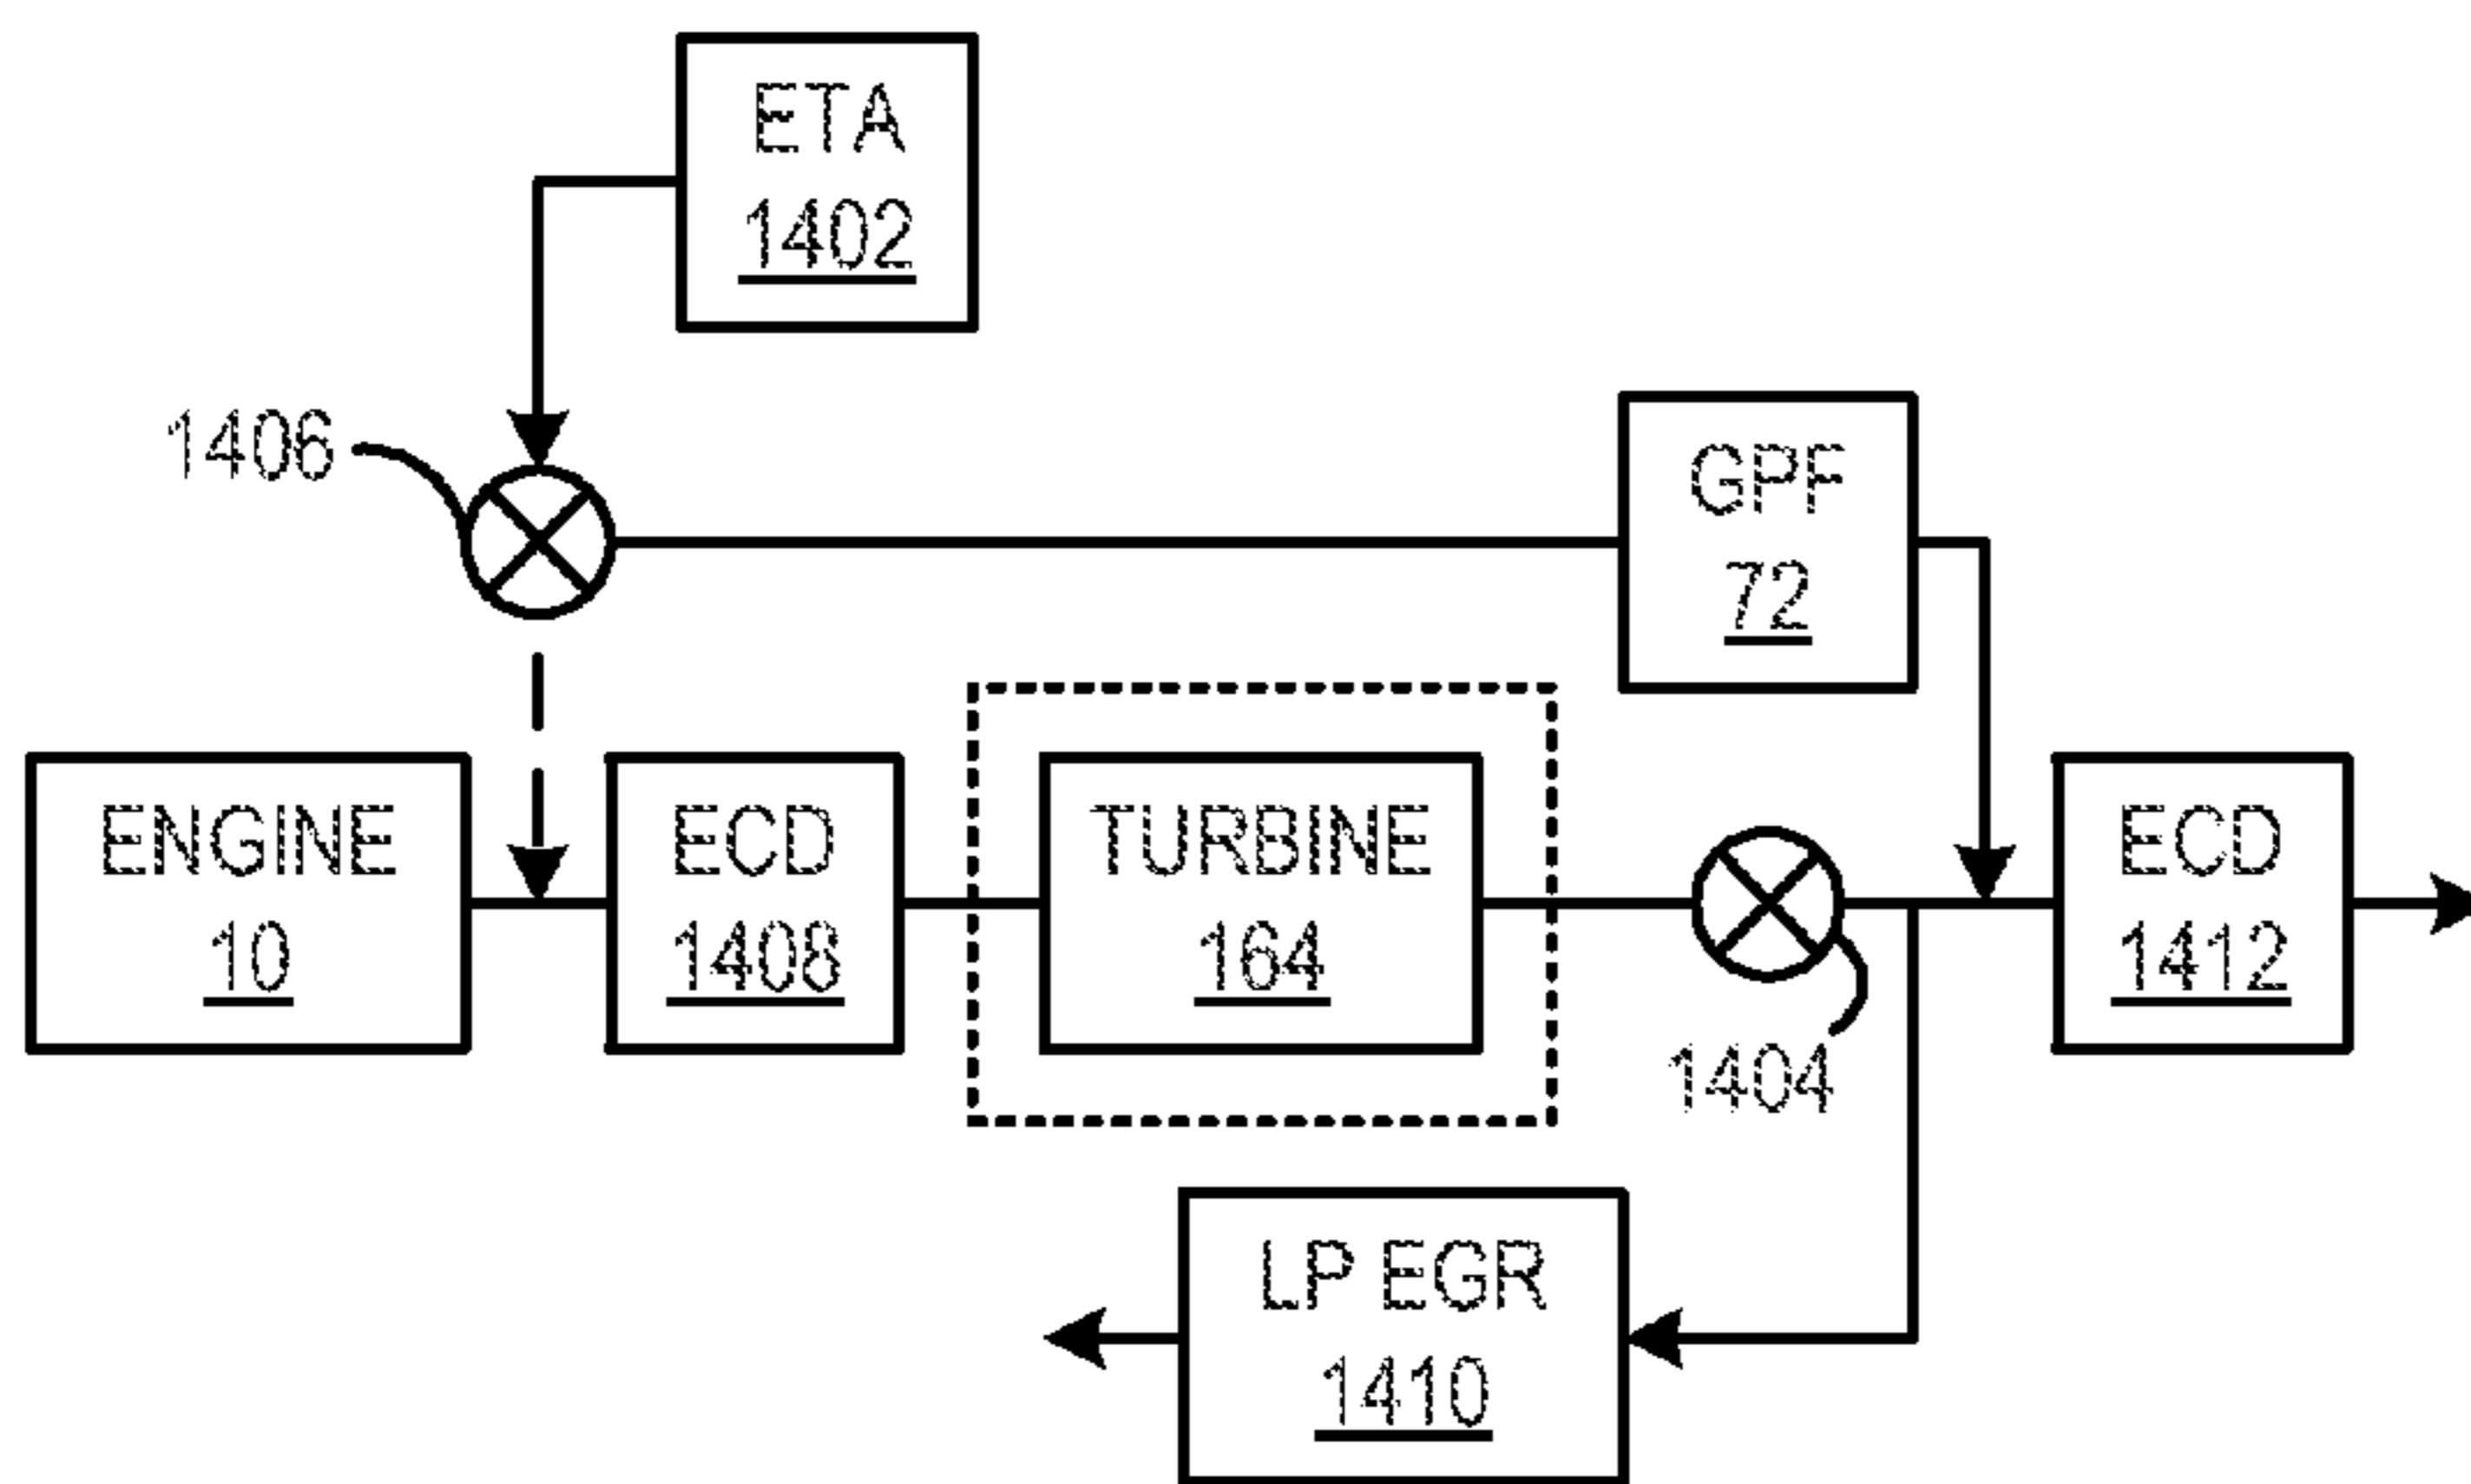 ETA
1402
1406
GPF
72
ENGINE
10
ECD
1408
TURBINE
164
ECD
1412
1404
LP EGR
1410